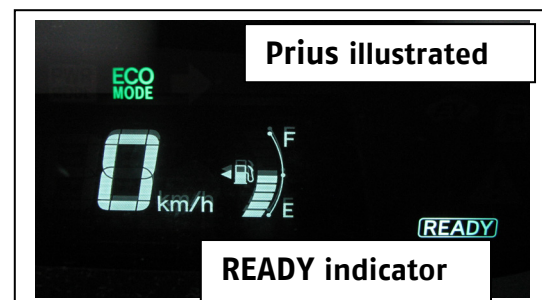 Prius illustrated
ECO
MODE
F
0 km/h
E
READY
READY indicator